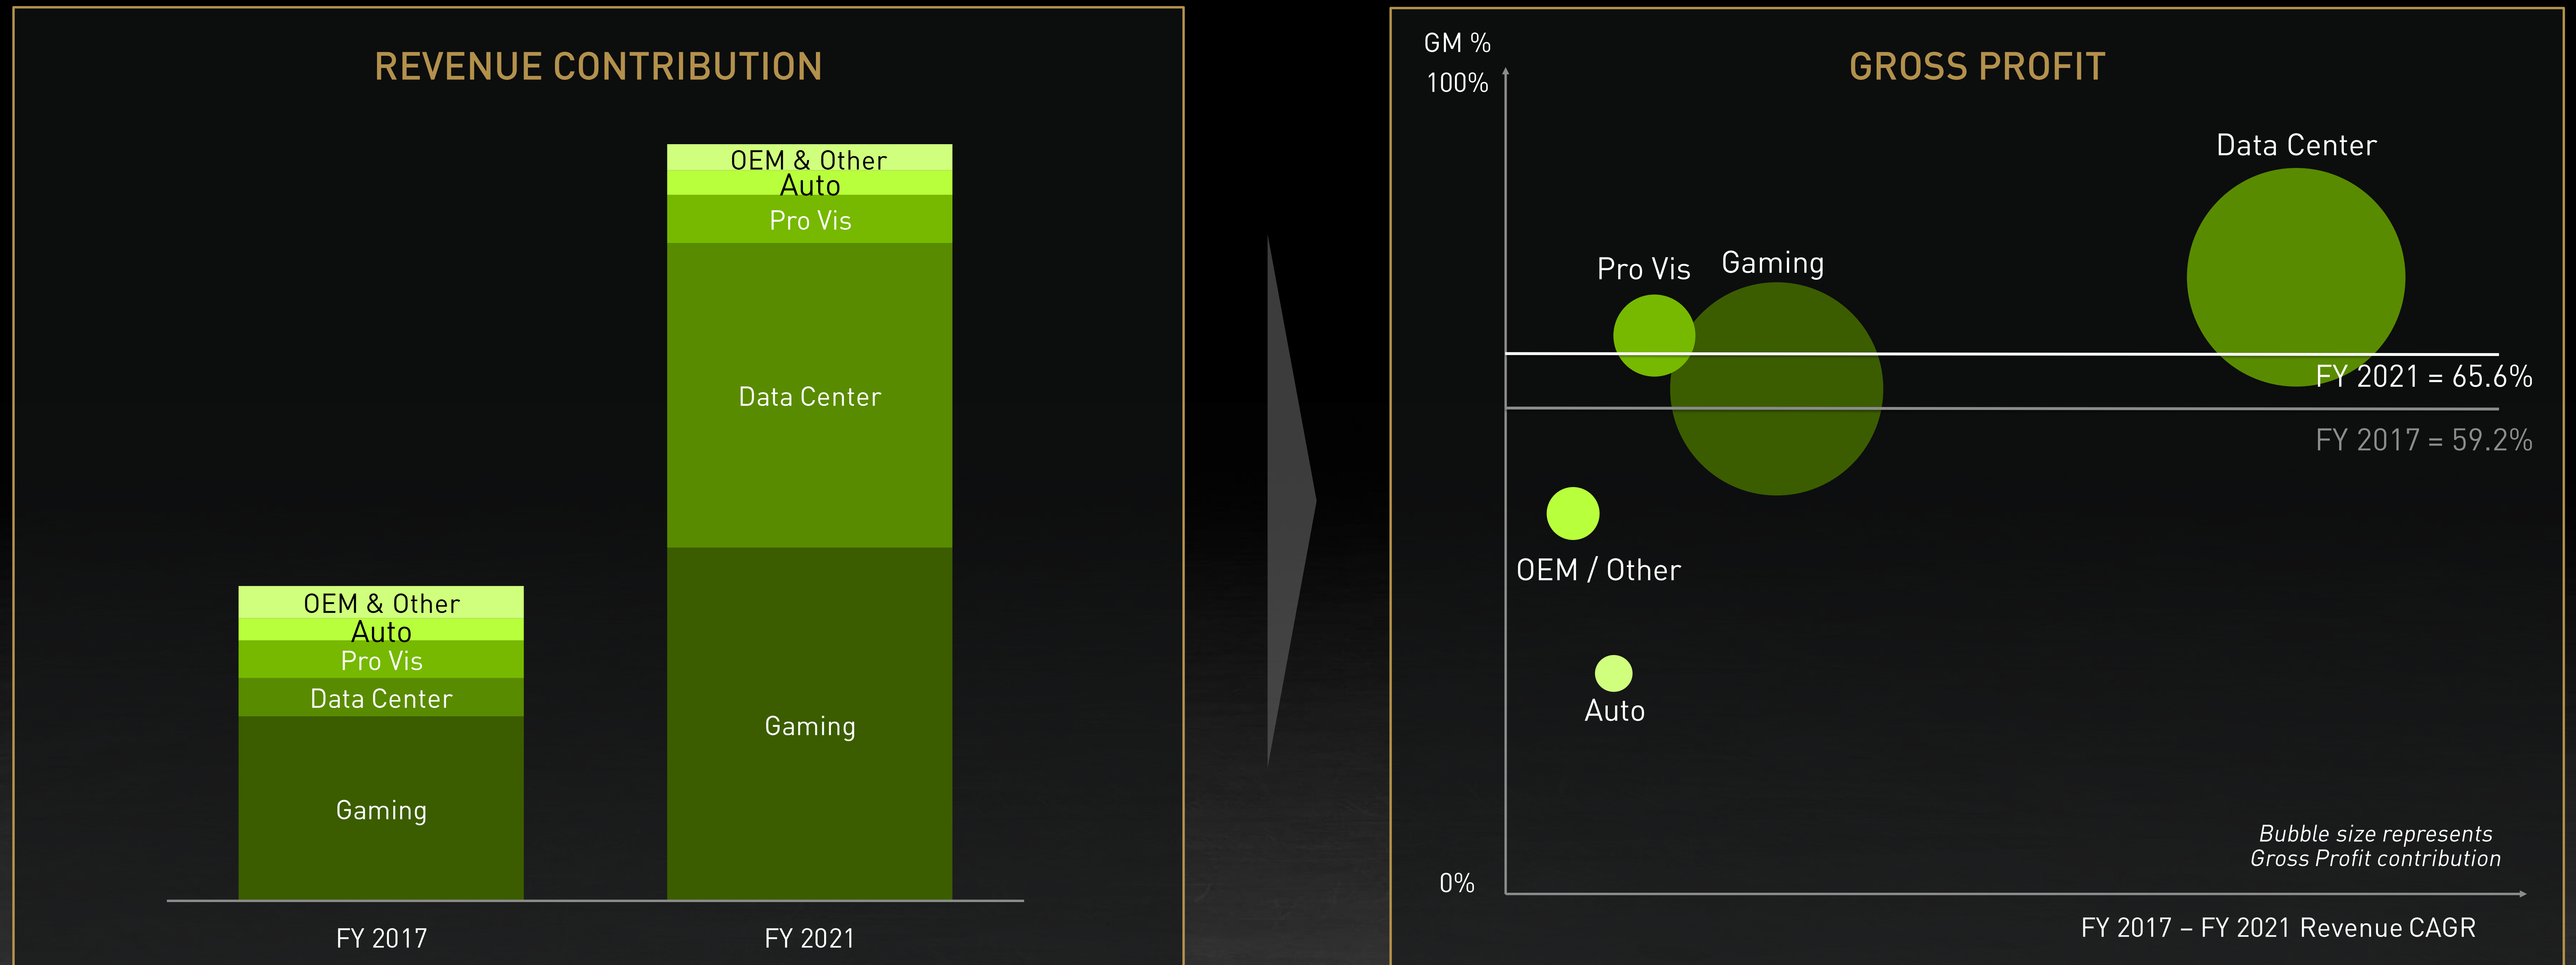 REVENUE CONTRIBUTION
OEM & Other
Auto
Pro Vis
Data Center
Gaming
FY 2017
OEM & Other
Auto
Pro Vis
Data Center
Gaming
FY 2021
GROSS PROFIT
GM %
100%
Data Center
Pro Vis
Gaming
FY 2021 = 65.6%
FY 2017 = 59.2%
OEM / Other
Auto
Bubble size represents
Gross Profit contribution
0%
FY 2017 – FY 2021 Revenue CAGR